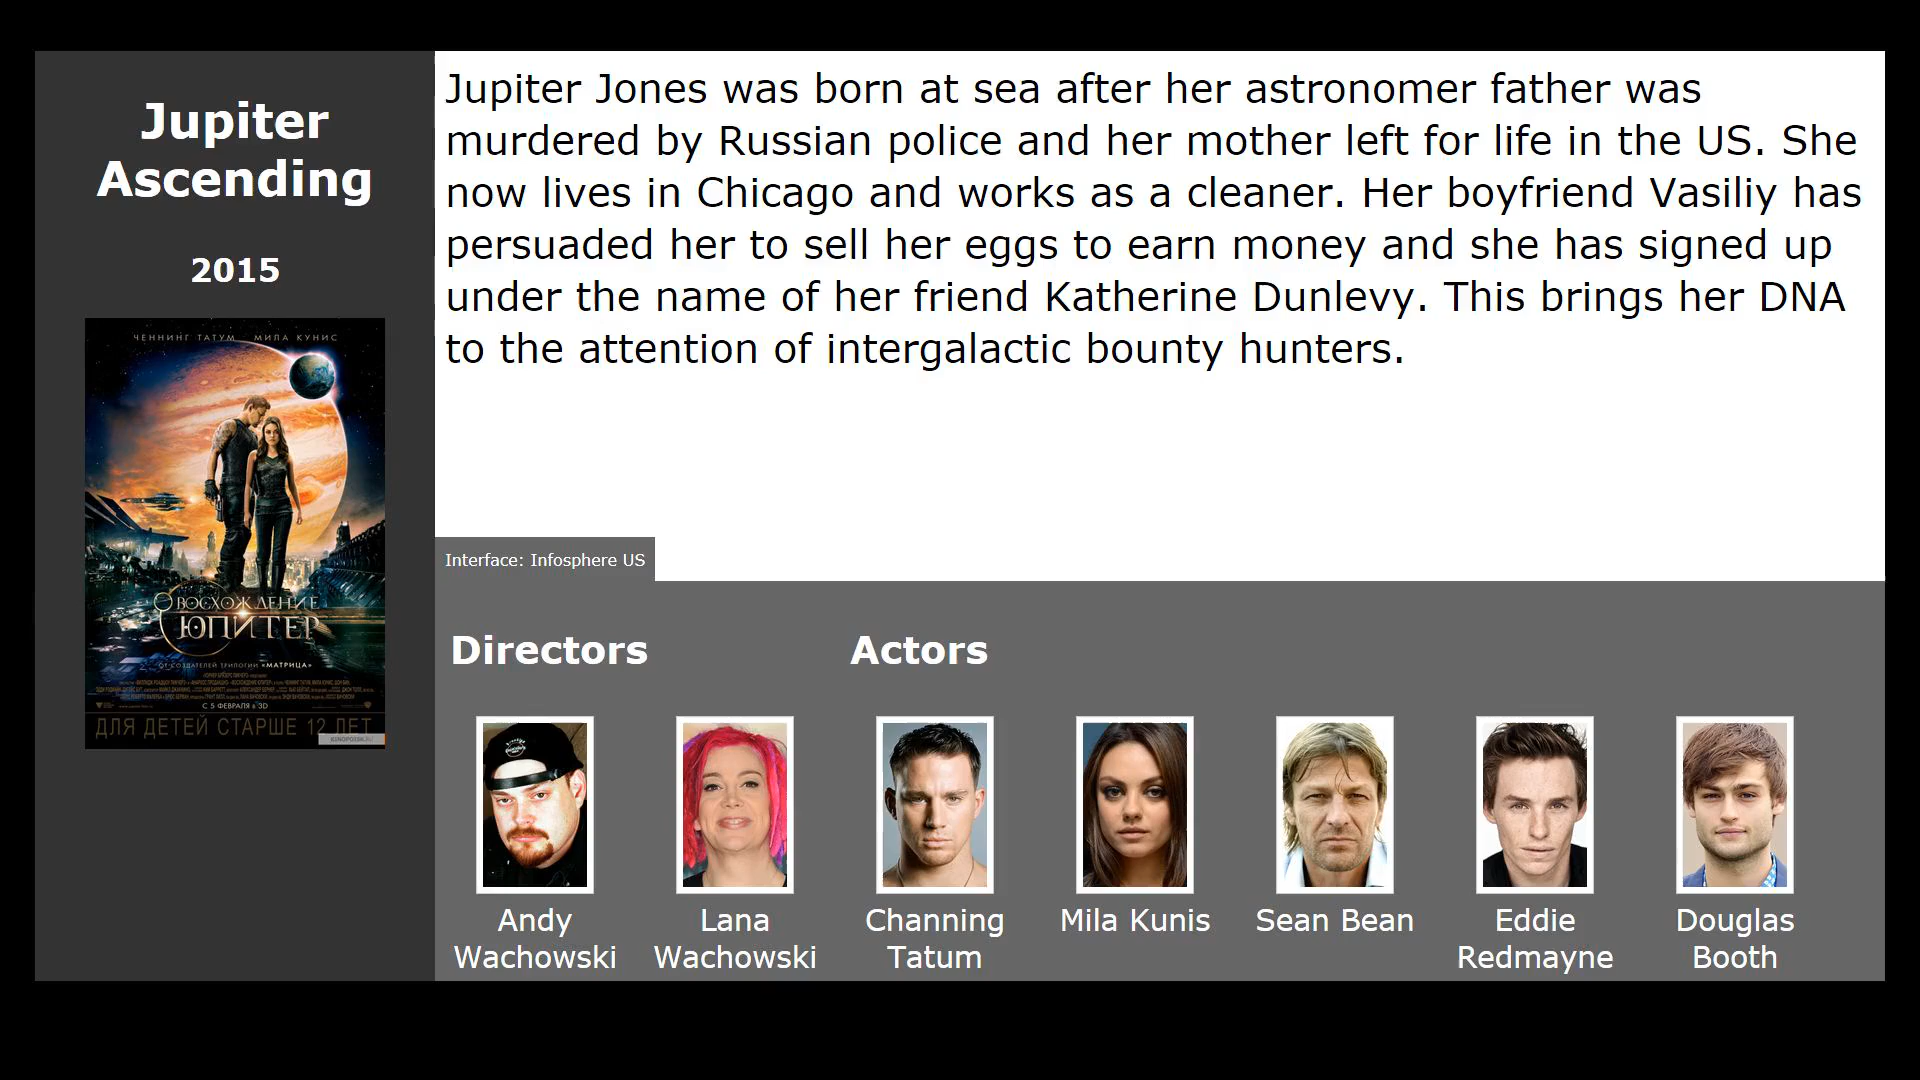 Jupiter
Ascending
2015
ЧЕННИНГ ТАТУМ МИЛА КУНИС
ВОСХОЖДЕНИЕ
ЮПИТЕР
ОТ СОЗДАТЕЛЕЙ ТРИЛОГИИ «МАТРИЦА»
С 5 ФЕВРАЛЯ в 3D
ДЛЯ ДЕТЕЙ СТАРШЕ 12 ЛЕТ
Jupiter Jones was born at sea after her astronomer father was
murdered by Russian police and her mother left for life in the US. She
now lives in Chicago and works as a cleaner. Her boyfriend Vasiliy has
persuaded her to sell her eggs to earn money and she has signed up
under the name of her friend Katherine Dunlevy. This brings her DNA
to the attention of intergalactic bounty hunters.
Interface: Infosphere US
Directors
Actors
Andy
Wachowski
Lana
Wachowski
Channing
Tatum
Mila Kunis
Sean Bean
Eddie
Redmayne
Douglas
Booth